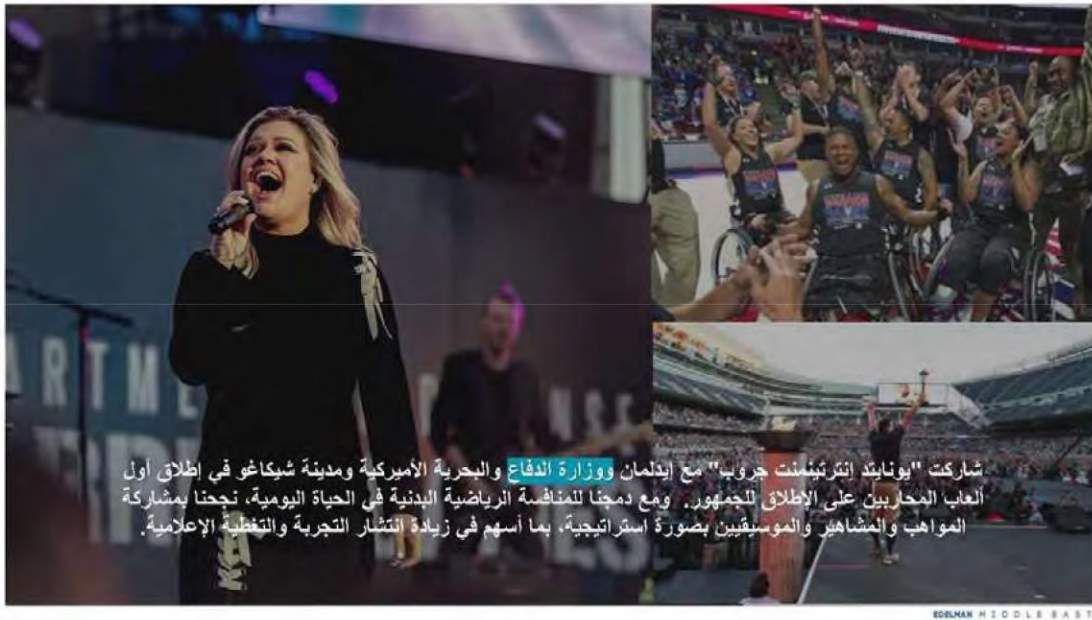 ARTME
NSE
شاركت "يونايتد إنترتينمنت جروب" مع إيدلمان ووزارة الدفاع والبحرية الأميركية ومدينة شيكاغو في إطلاق أول
ألعاب المحاربين على الإطلاق للجمهور. ومع دمجنا للمنافسة الرياضية البدنية في الحياة اليومية، نجحنا بمشاركة
المواهب والمشاهير والموسيقيين بصورة استراتيجية، بما أسهم في زيادة انتشار التجربة والتغطية الإعلامية.
EDELMAN MIDDLE EAST